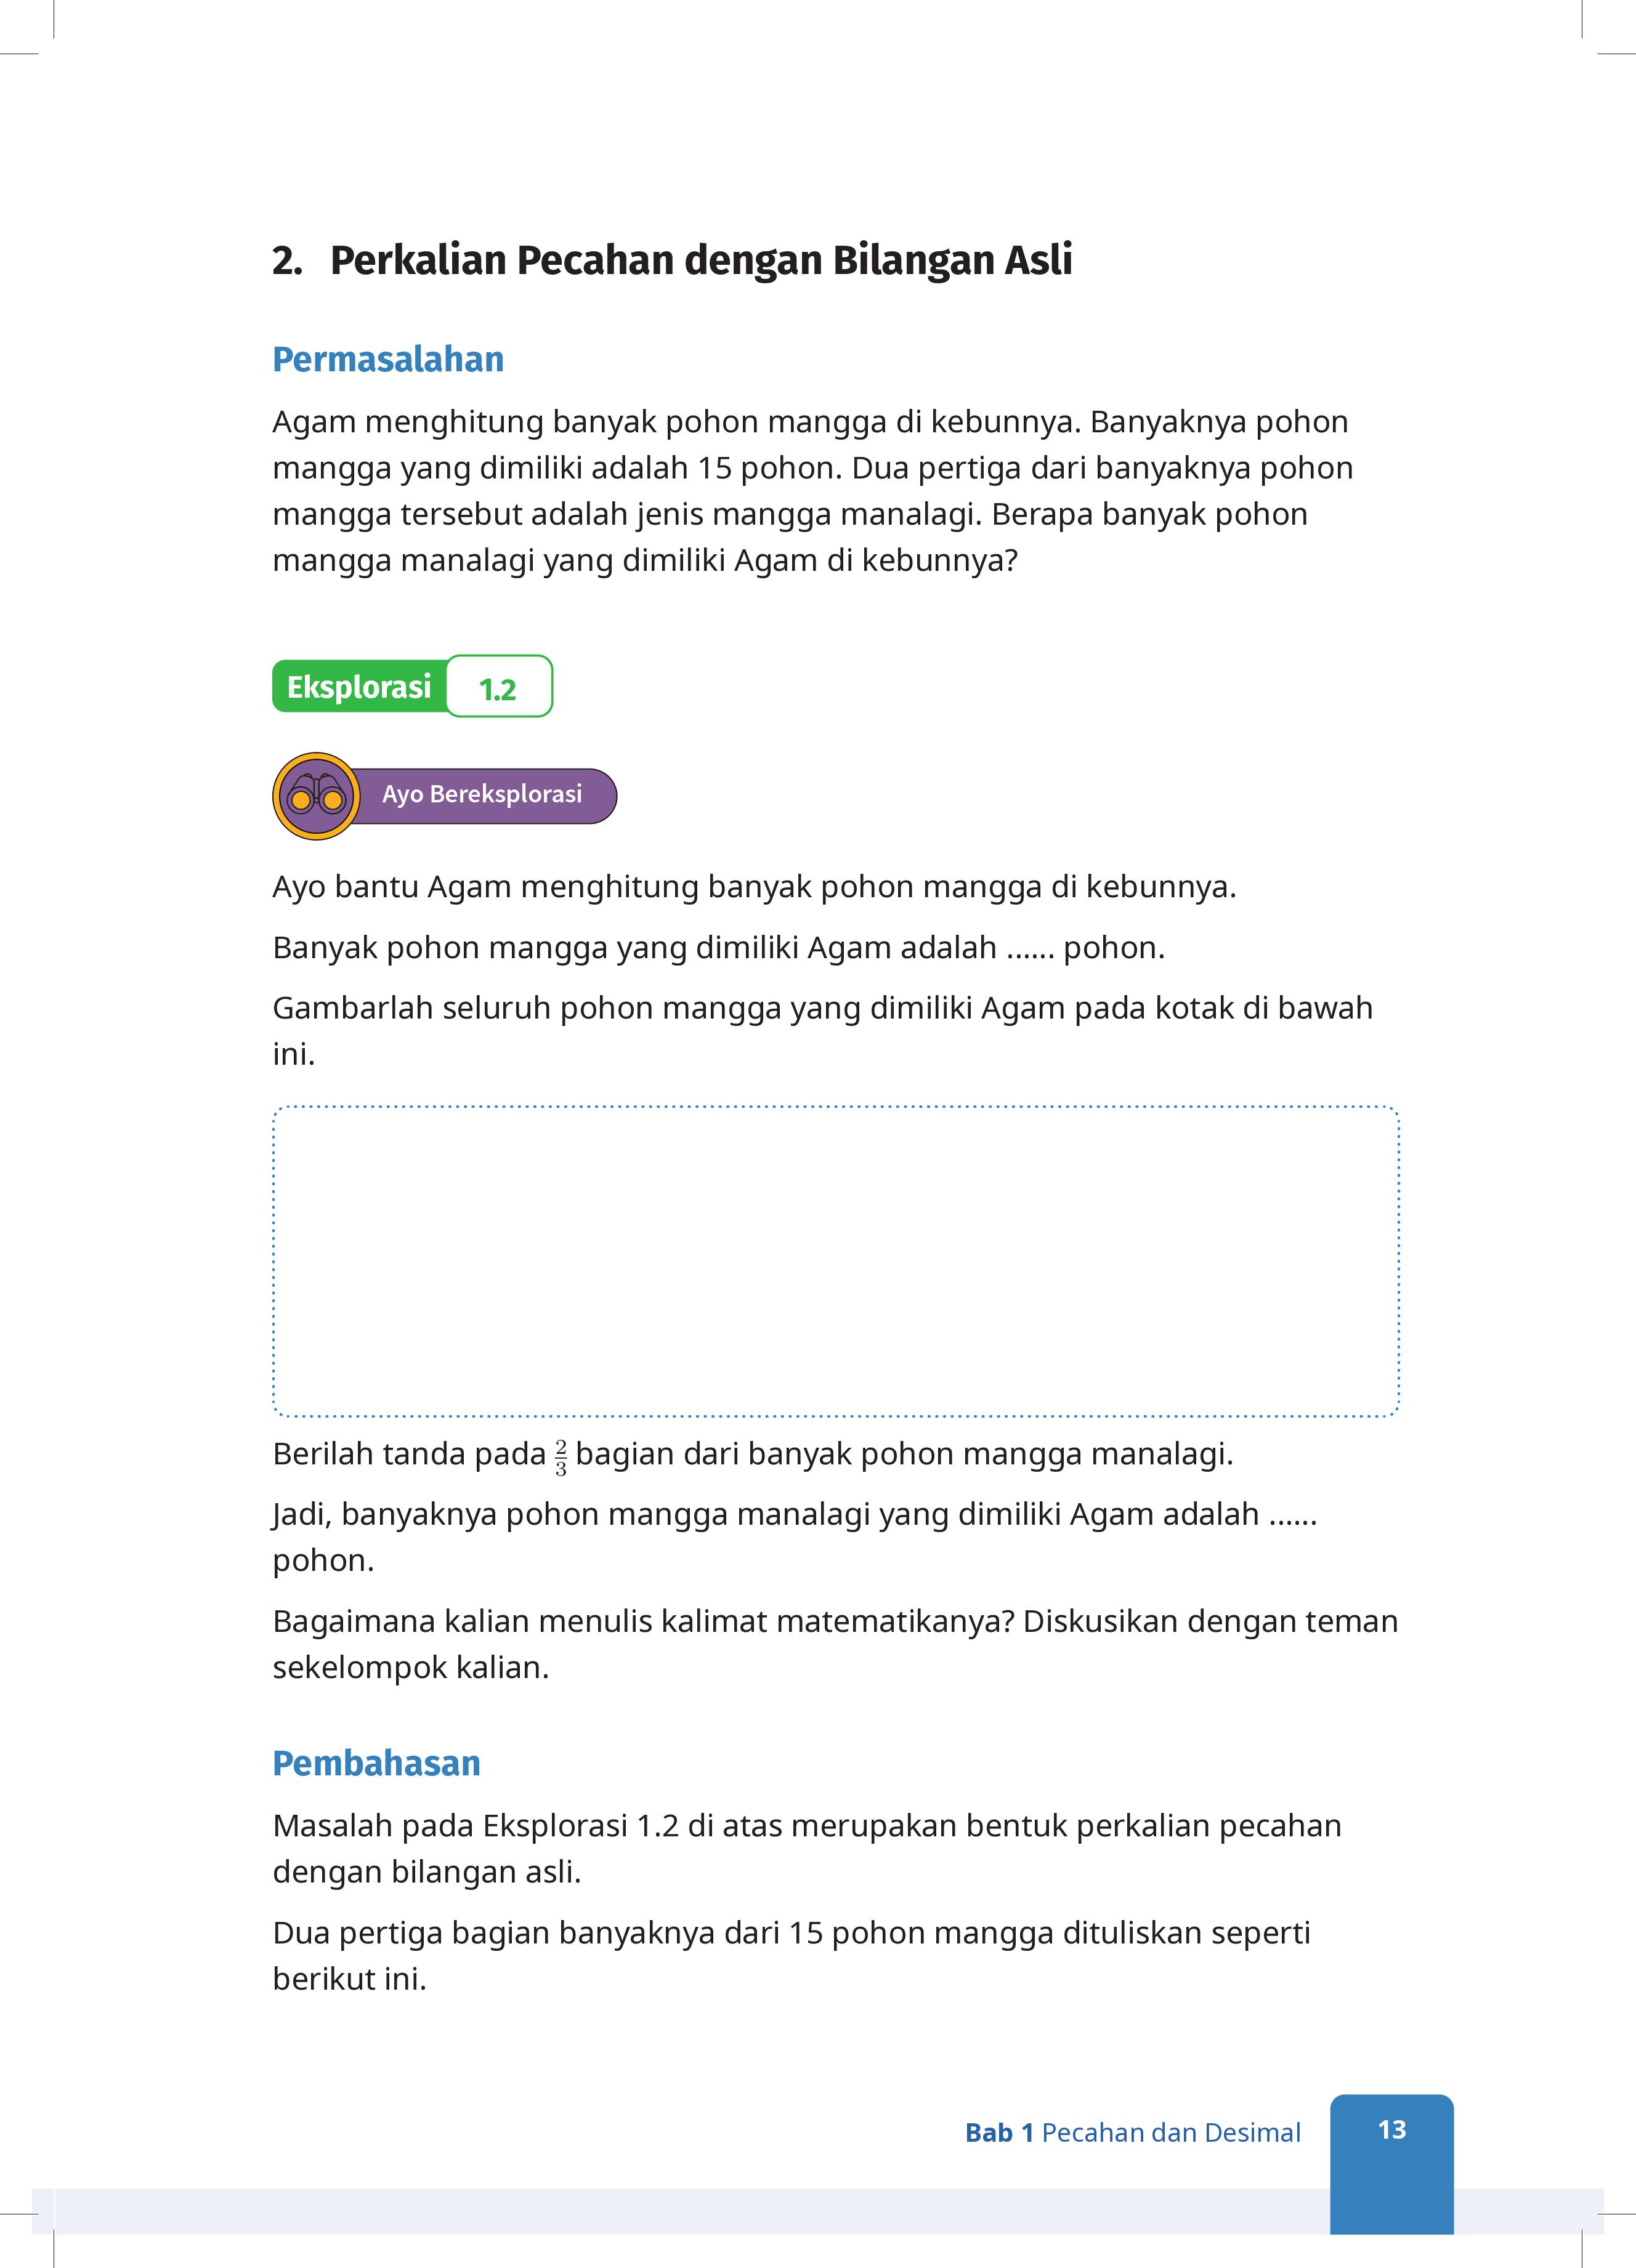 2. Perkalian Pecahan dengan Bilangan Asli
Permasalahan
Agam menghitung banyak pohon mangga di kebunnya. Banyaknya pohon
mangga yang dimiliki adalah 15 pohon. Dua pertiga dari banyaknya pohon
mangga tersebut adalah jenis mangga manalagi. Berapa banyak pohon
mangga manalagi yang dimiliki Agam di kebunnya?
Eksplorasi 1.2
Ayo Bereksplorasi
Ayo bantu Agam menghitung banyak pohon mangga di kebunnya.
Banyak pohon mangga yang dimiliki Agam adalah ...... pohon.
Gambarlah seluruh pohon mangga yang dimiliki Agam pada kotak di bawah
ini.
Berilah tanda pada 2/3 bagian dari banyak pohon mangga manalagi.
Jadi, banyaknya pohon mangga manalagi yang dimiliki Agam adalah ......
pohon.
Bagaimana kalian menulis kalimat matematikanya? Diskusikan dengan teman
sekelompok kalian.
Pembahasan
Masalah pada Eksplorasi 1.2 di atas merupakan bentuk perkalian pecahan
dengan bilangan asli.
Dua pertiga bagian banyaknya dari 15 pohon mangga dituliskan seperti
berikut ini.
Bab 1 Pecahan dan Desimal 13